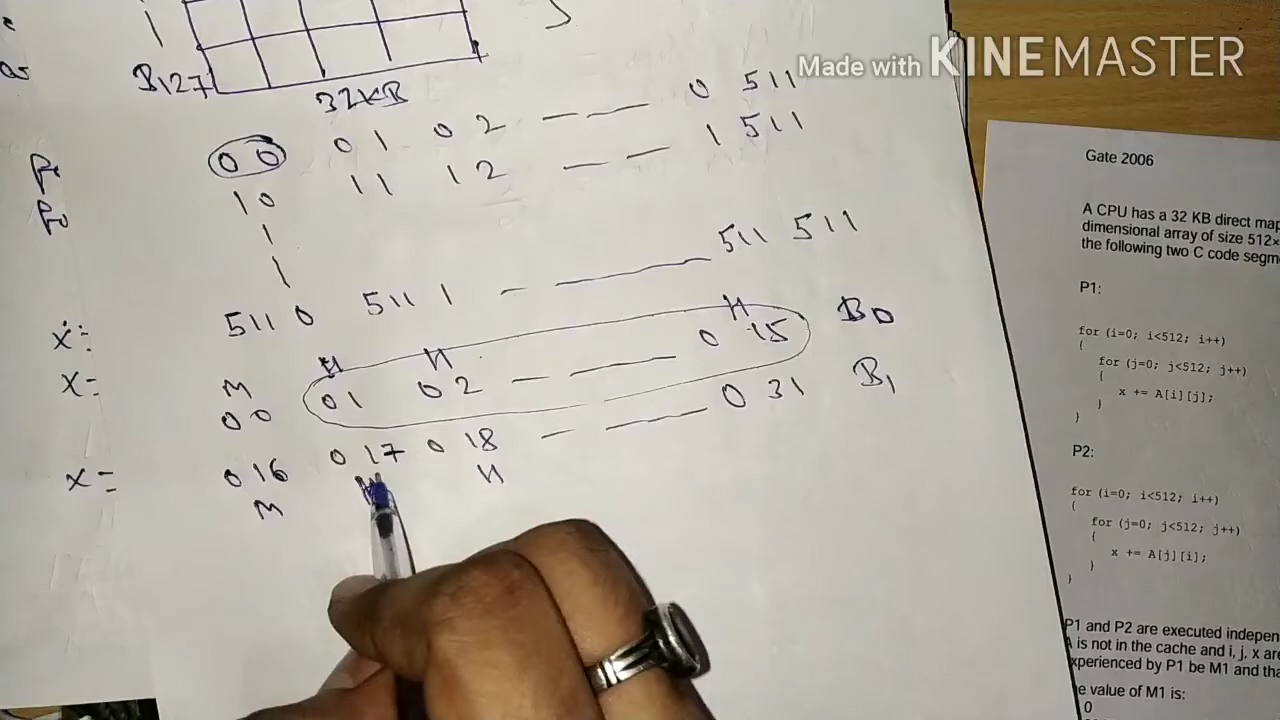 Made with KINEMASTER
B127
32KB
00 01 02 — — 0 511
10 11 12 — — 1 511
511 0 511 1 — — 511 511
H H H
M 00 01 02 — — 0 15 B0
0 16 0 17 0 18 — — 0 31 B1
M H H
x=
x=
Gate 2006
A CPU has a 32 KB direct map
dimensional array of size 512×
the following two C code segm
P1:
for (i=0; i<512; i++)
{
for (j=0; j<512; j++)
{
x += A[i][j];
}
}
P2:
for (i=0; i<512; i++)
{
for (j=0; j<512; j++)
{
x += A[j][i];
}
}
P1 and P2 are executed indepen
A is not in the cache and i, j, x are
xperienced by P1 be M1 and tha
e value of M1 is:
0